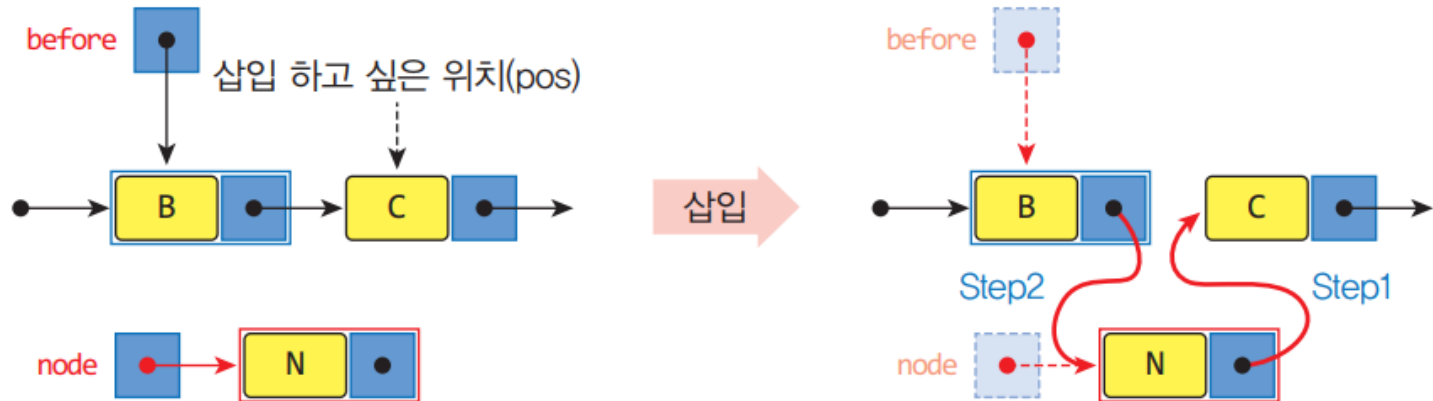 before
삽입 하고 싶은 위치(pos)
B
C
node
N
삽입
before
B
C
Step2
Step1
node
N